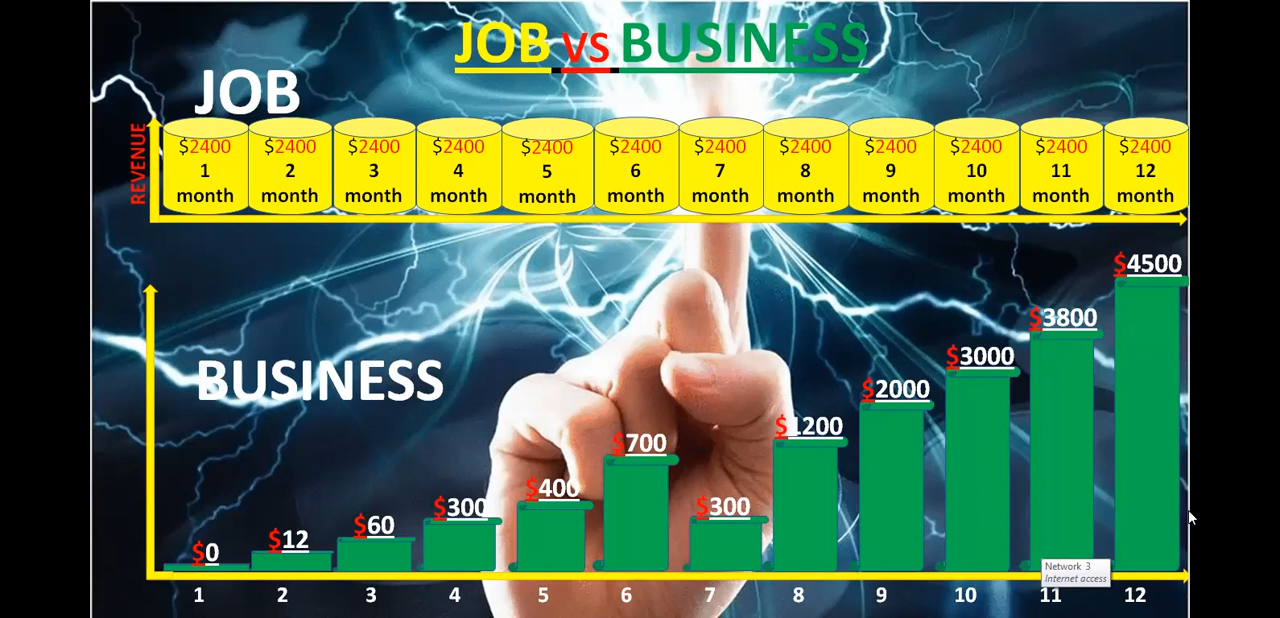 JOB VS BUSINESS
JOB
REVENUE
$2400 $2400 $2400 $2400 $2400 $2400 $2400 $2400 $2400 $2400 $2400 $2400
1 2 3 4 5 6 7 8 9 10 11 12
month month month month month month month month month month month month
BUSINESS
$0 $12 $60 $300 $400 $700 $300 $1200 $2000 $3000 $3800 $4500
Network 3
Internet access
1 2 3 4 5 6 7 8 9 10 11 12